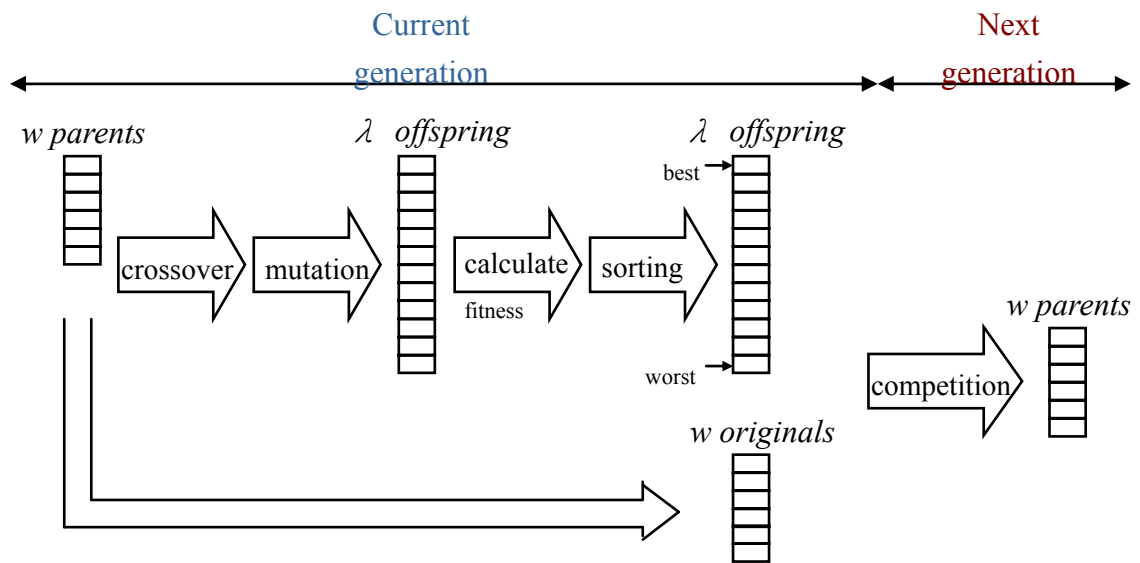 Current
generation
Next
generation
w parents
λ offspring
λ offspring
best
crossover
mutation
calculate
fitness
sorting
worst
w parents
competition
w originals